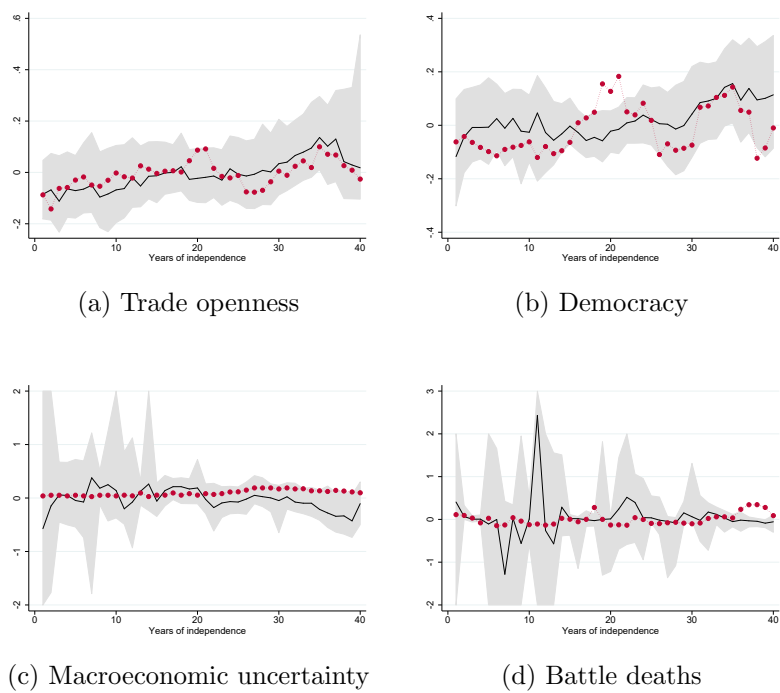 .6
.4
.2
0
-.2
0 10 20 30 40
Years of independence
(a) Trade openness
.4
.2
0
-.2
-.4
0 10 20 30 40
Years of independence
(b) Democracy
2
1
0
-1
-2
0 10 20 30 40
Years of independence
(c) Macroeconomic uncertainty
3
2
1
0
-1
-2
0 10 20 30 40
Years of independence
(d) Battle deaths